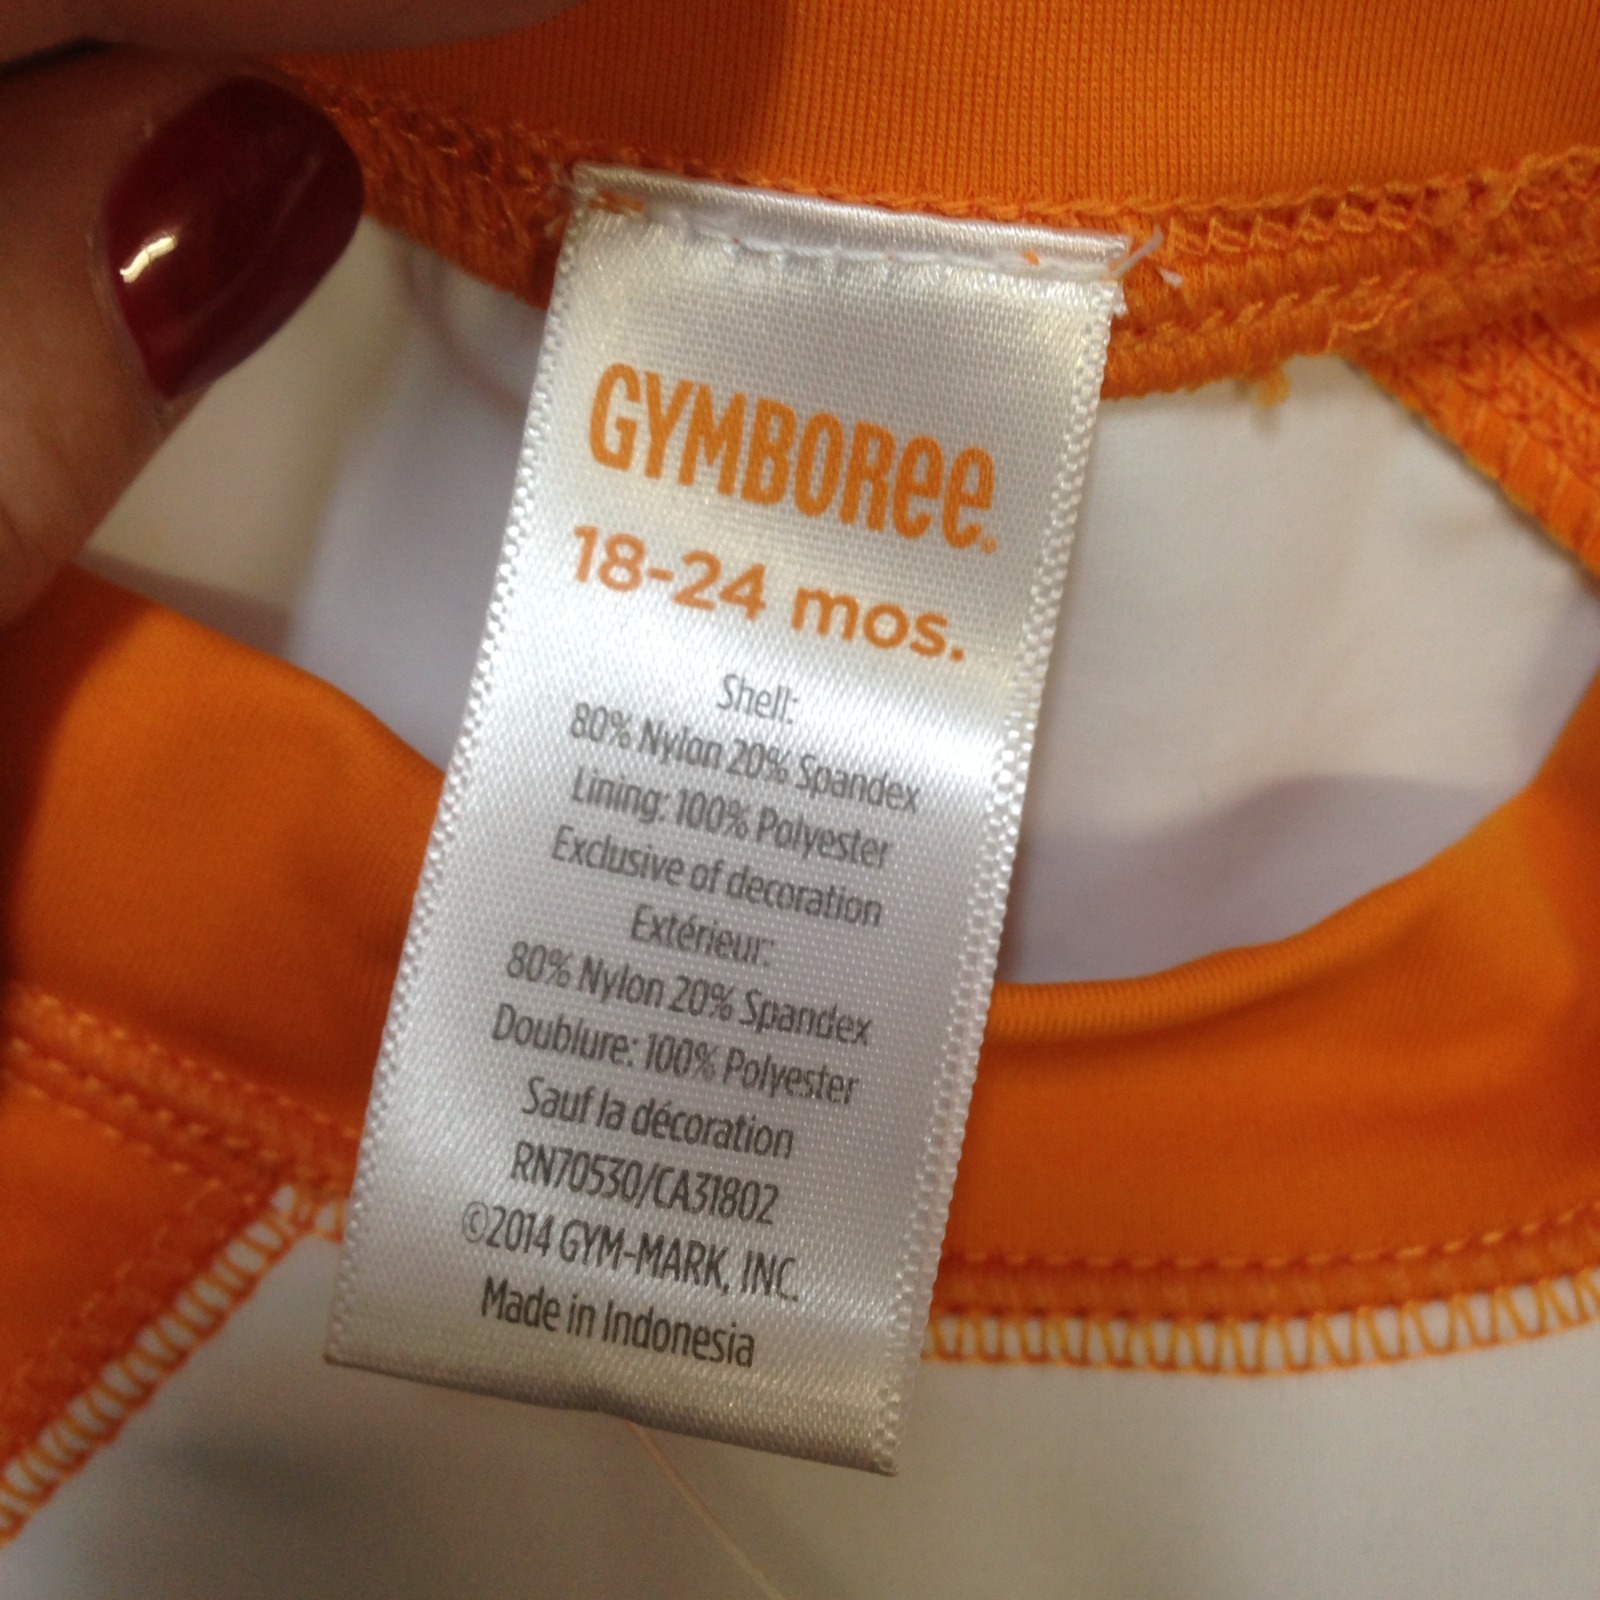 GYMBORee.
18-24 mos.
Shell:
80% Nylon 20% Spandex
Lining: 100% Polyester
Exclusive of decoration
Extérieur:
80% Nylon 20% Spandex
Doublure: 100% Polyester
Sauf la décoration
RN70530/CA31802
©2014 GYM-MARK, INC.
Made in Indonesia